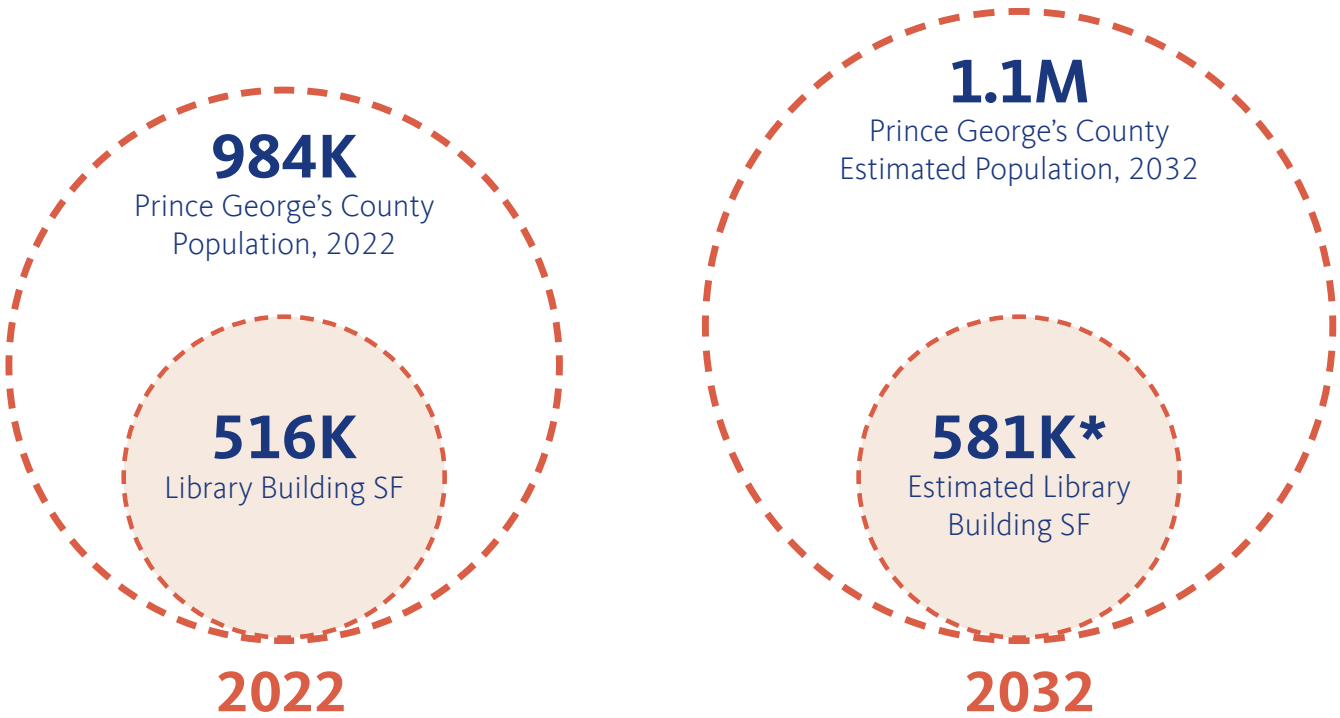 984K
Prince George’s County
Population, 2022
516K
Library Building SF
2022
1.1M
Prince George’s County
Estimated Population, 2032
581K*
Estimated Library
Building SF
2032